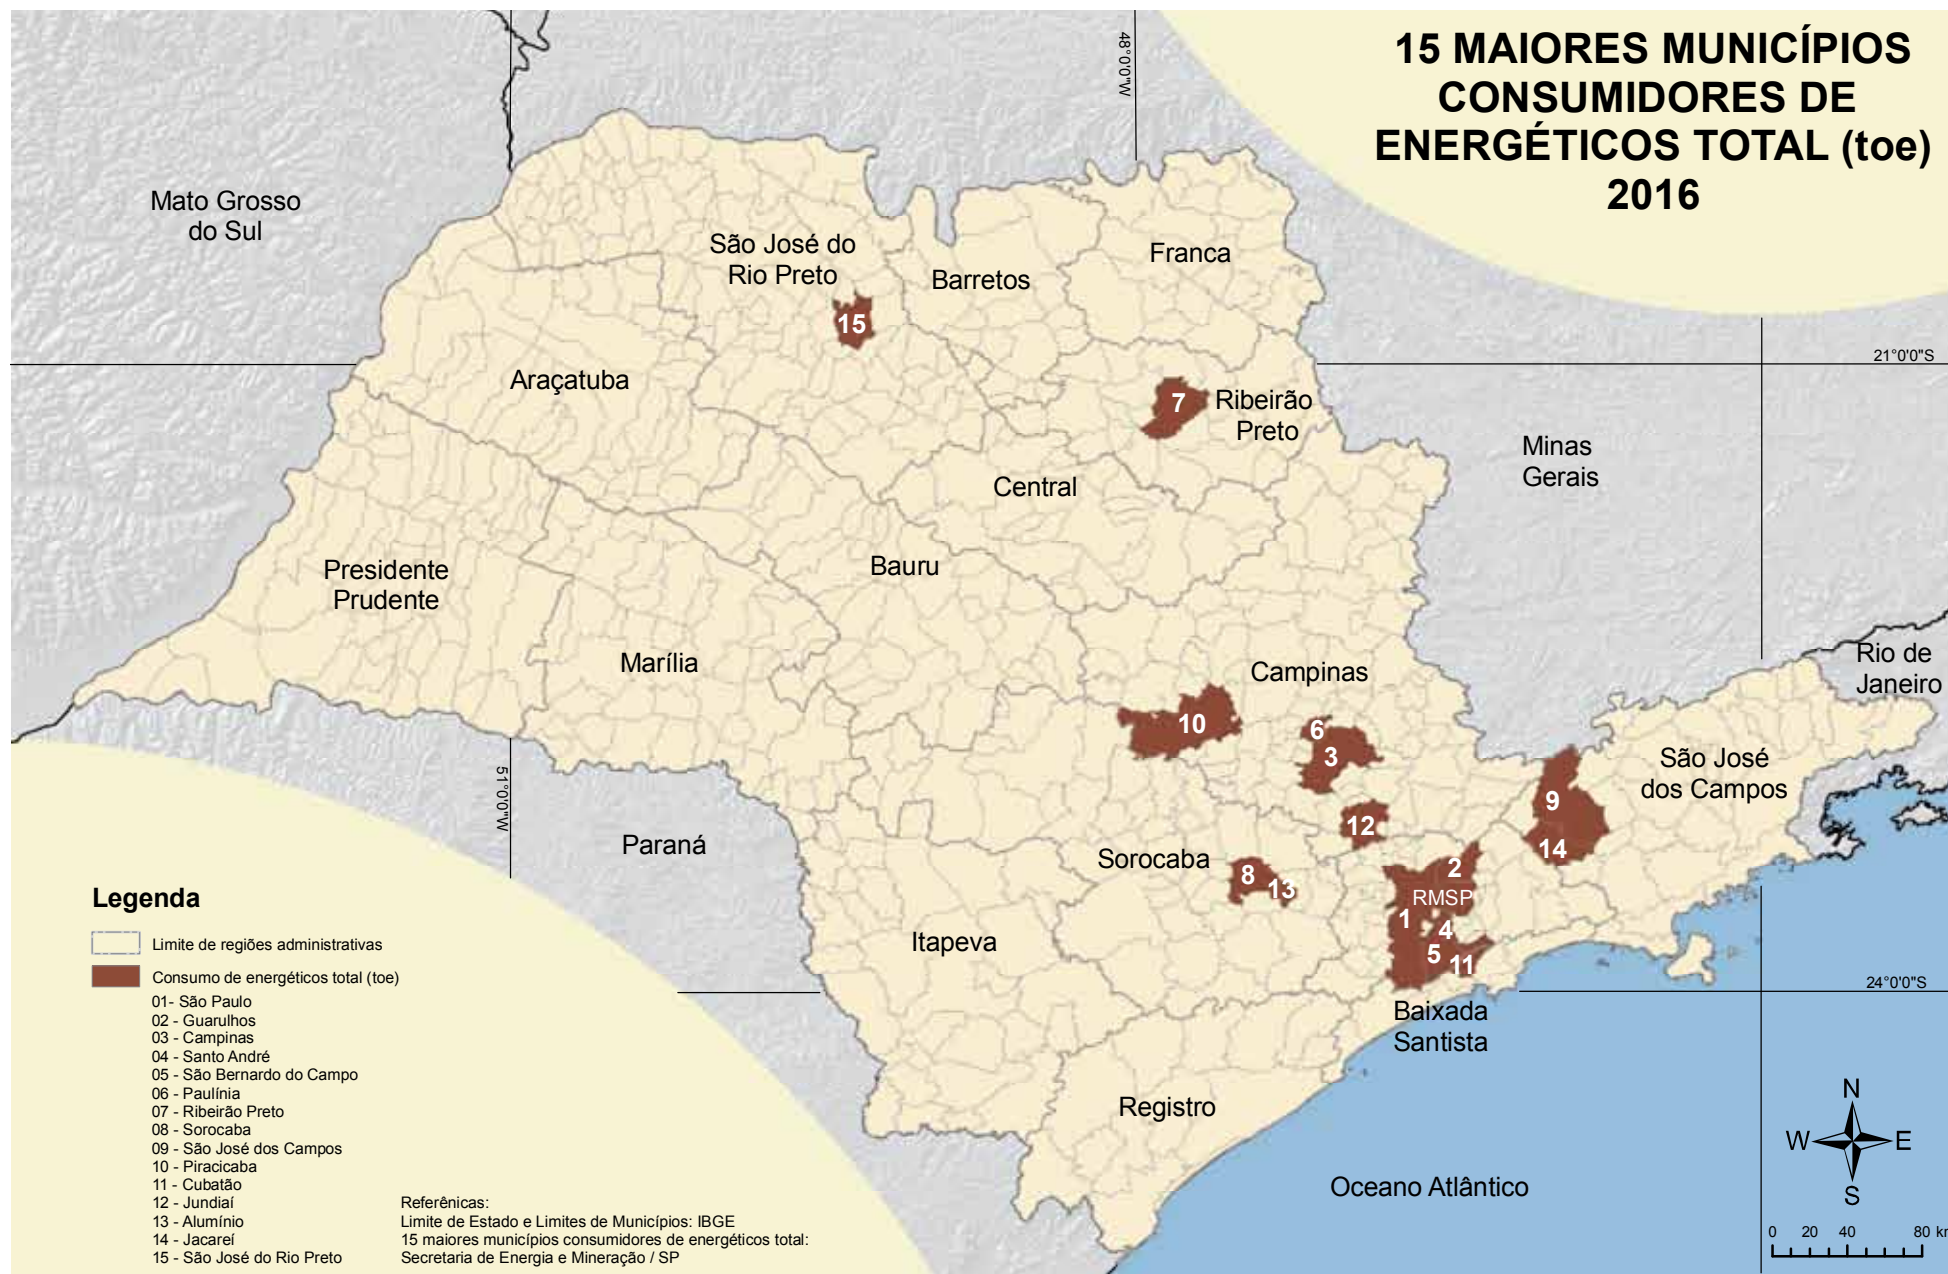 15 MAIORES MUNICÍPIOS
CONSUMIDORES DE
ENERGÉTICOS TOTAL (toe)
2016
48°0'0"W
Mato Grosso
do Sul
São José do
Rio Preto
Barretos
Franca
15
21°0'0"S
Araçatuba
7
Ribeirão
Preto
Minas
Gerais
Central
Bauru
Presidente
Prudente
Marília
Campinas
Rio de
Janeiro
10
6
3
São José
dos Campos
51°0'0"W
9
12
14
Paraná
Sorocaba
8
13
2
RMSP
1
4
5
11
Itapeva
24°0'0"S
Baixada
Santista
Registro
Oceano Atlântico
N
W
E
S
0 20 40 80 km
Legenda
Limite de regiões administrativas
Consumo de energéticos total (toe)
01- São Paulo
02 - Guarulhos
03 - Campinas
04 - Santo André
05 - São Bernardo do Campo
06 - Paulínia
07 - Ribeirão Preto
08 - Sorocaba
09 - São José dos Campos
10 - Piracicaba
11 - Cubatão
12 - Jundiaí
13 - Alumínio
14 - Jacareí
15 - São José do Rio Preto
Referênicas:
Limite de Estado e Limites de Municípios: IBGE
15 maiores municípios consumidores de energéticos total:
Secretaria de Energia e Mineração / SP